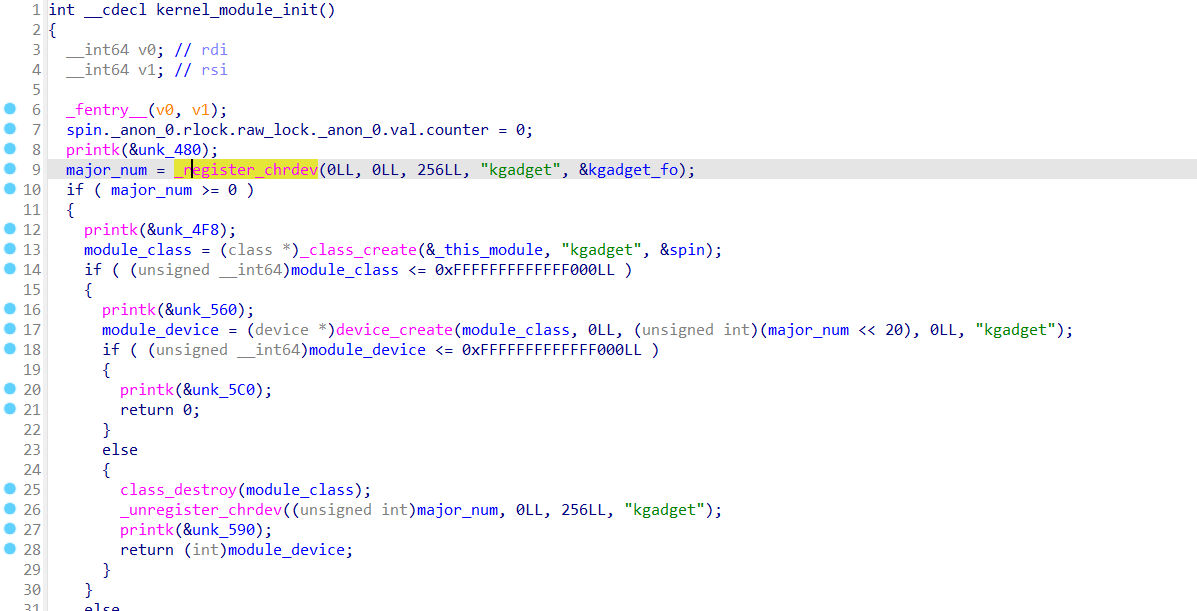 1 int __cdecl kernel_module_init()
2 {
3 __int64 v0; // rdi
4 __int64 v1; // rsi
5
6 _fentry__(v0, v1);
7 spin._anon_0.rlock.raw_lock._anon_0.val.counter = 0;
8 printk(&unk_480);
9 major_num = _register_chrdev(0LL, 0LL, 256LL, "kgadget", &kgadget_fo);
10 if ( major_num >= 0 )
11 {
12 printk(&unk_4F8);
13 module_class = (class *)_class_create(&_this_module, "kgadget", &spin);
14 if ( (unsigned __int64)module_class <= 0xFFFFFFFFFFFFF000LL )
15 {
16 printk(&unk_560);
17 module_device = (device *)device_create(module_class, 0LL, (unsigned int)(major_num << 20), 0LL, "kgadget");
18 if ( (unsigned __int64)module_device <= 0xFFFFFFFFFFFFF000LL )
19 {
20 printk(&unk_5C0);
21 return 0;
22 }
23 else
24 {
25 class_destroy(module_class);
26 _unregister_chrdev((unsigned int)major_num, 0LL, 256LL, "kgadget");
27 printk(&unk_590);
28 return (int)module_device;
29 }
30 }
31 else